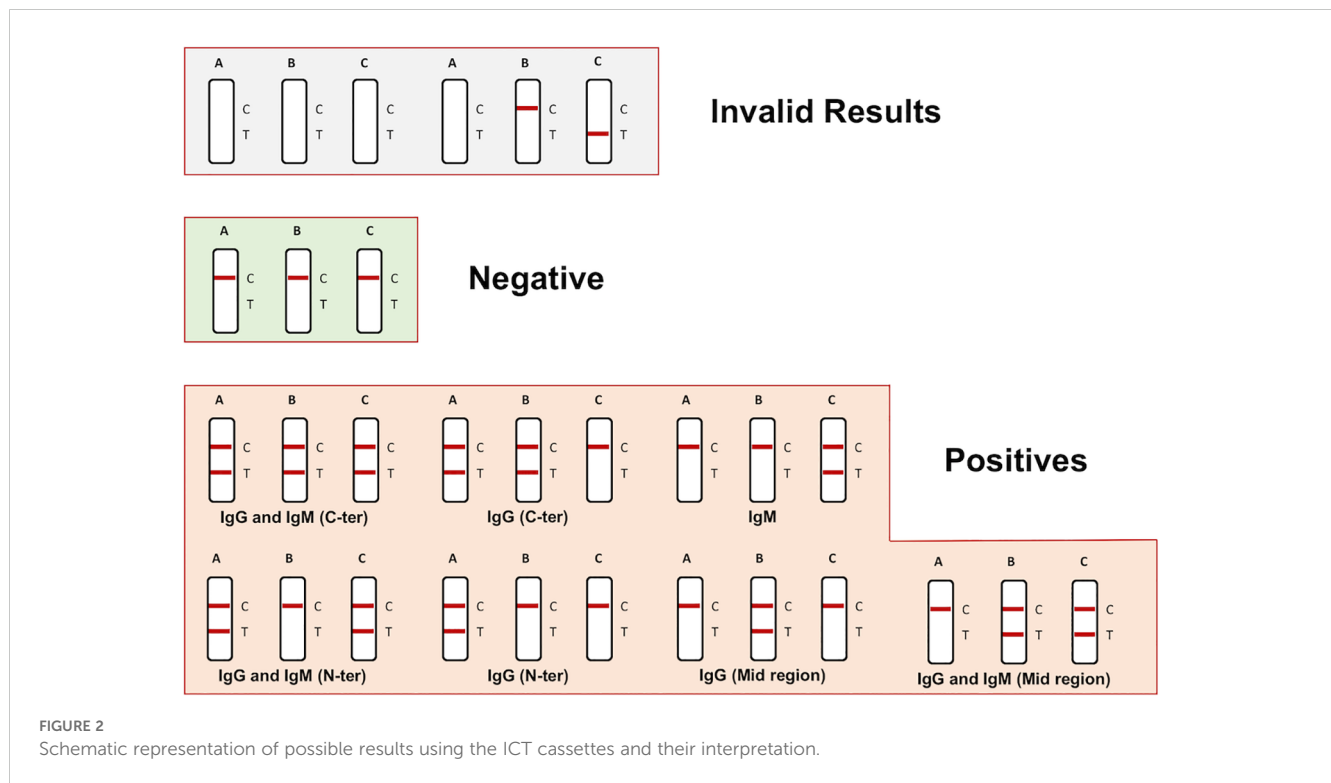 A B C A B C
C C C C C C
T T T T T T
Invalid Results
A B C
C C C
T T T
Negative
A B C A B C A B C
C C C C C C C C C
T T T T T T T T T
IgG and IgM (C-ter) IgG (C-ter) IgM
Positives
A B C A B C A B C A B C
C C C C C C C C C C C C
T T T T T T T T T T T T
IgG and IgM (N-ter) IgG (N-ter) IgG (Mid region) IgG and IgM (Mid region)
FIGURE 2
Schematic representation of possible results using the ICT cassettes and their interpretation.